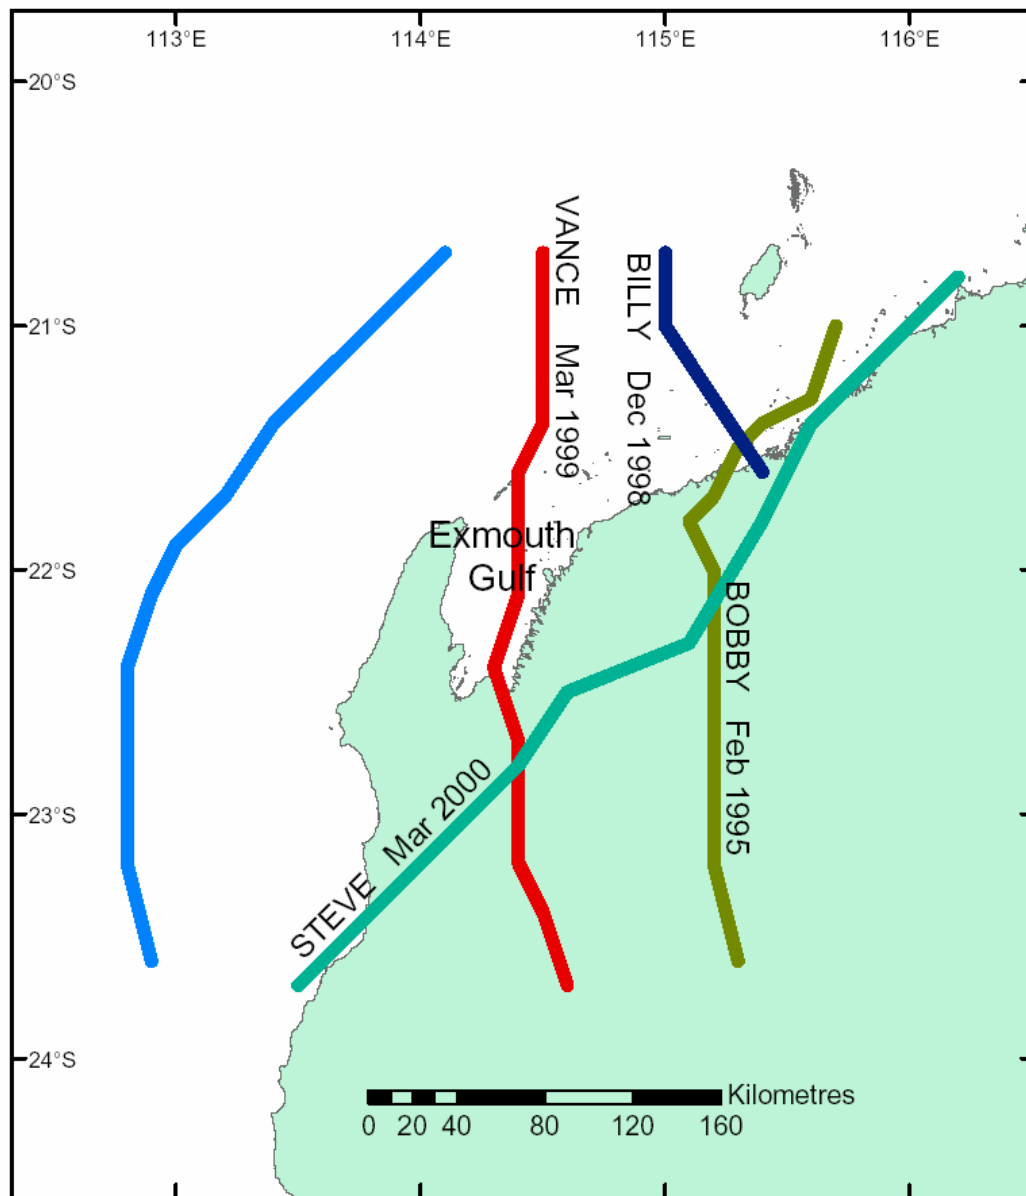 113°E 114°E 115°E 116°E
20°S
VANCE Mar 1999
BILLY Dec 1998
21°S
Exmouth
Gulf
22°S
BOBBY Feb 1995
STEVE Mar 2000
23°S
24°S
Kilometres
0 20 40 80 120 160